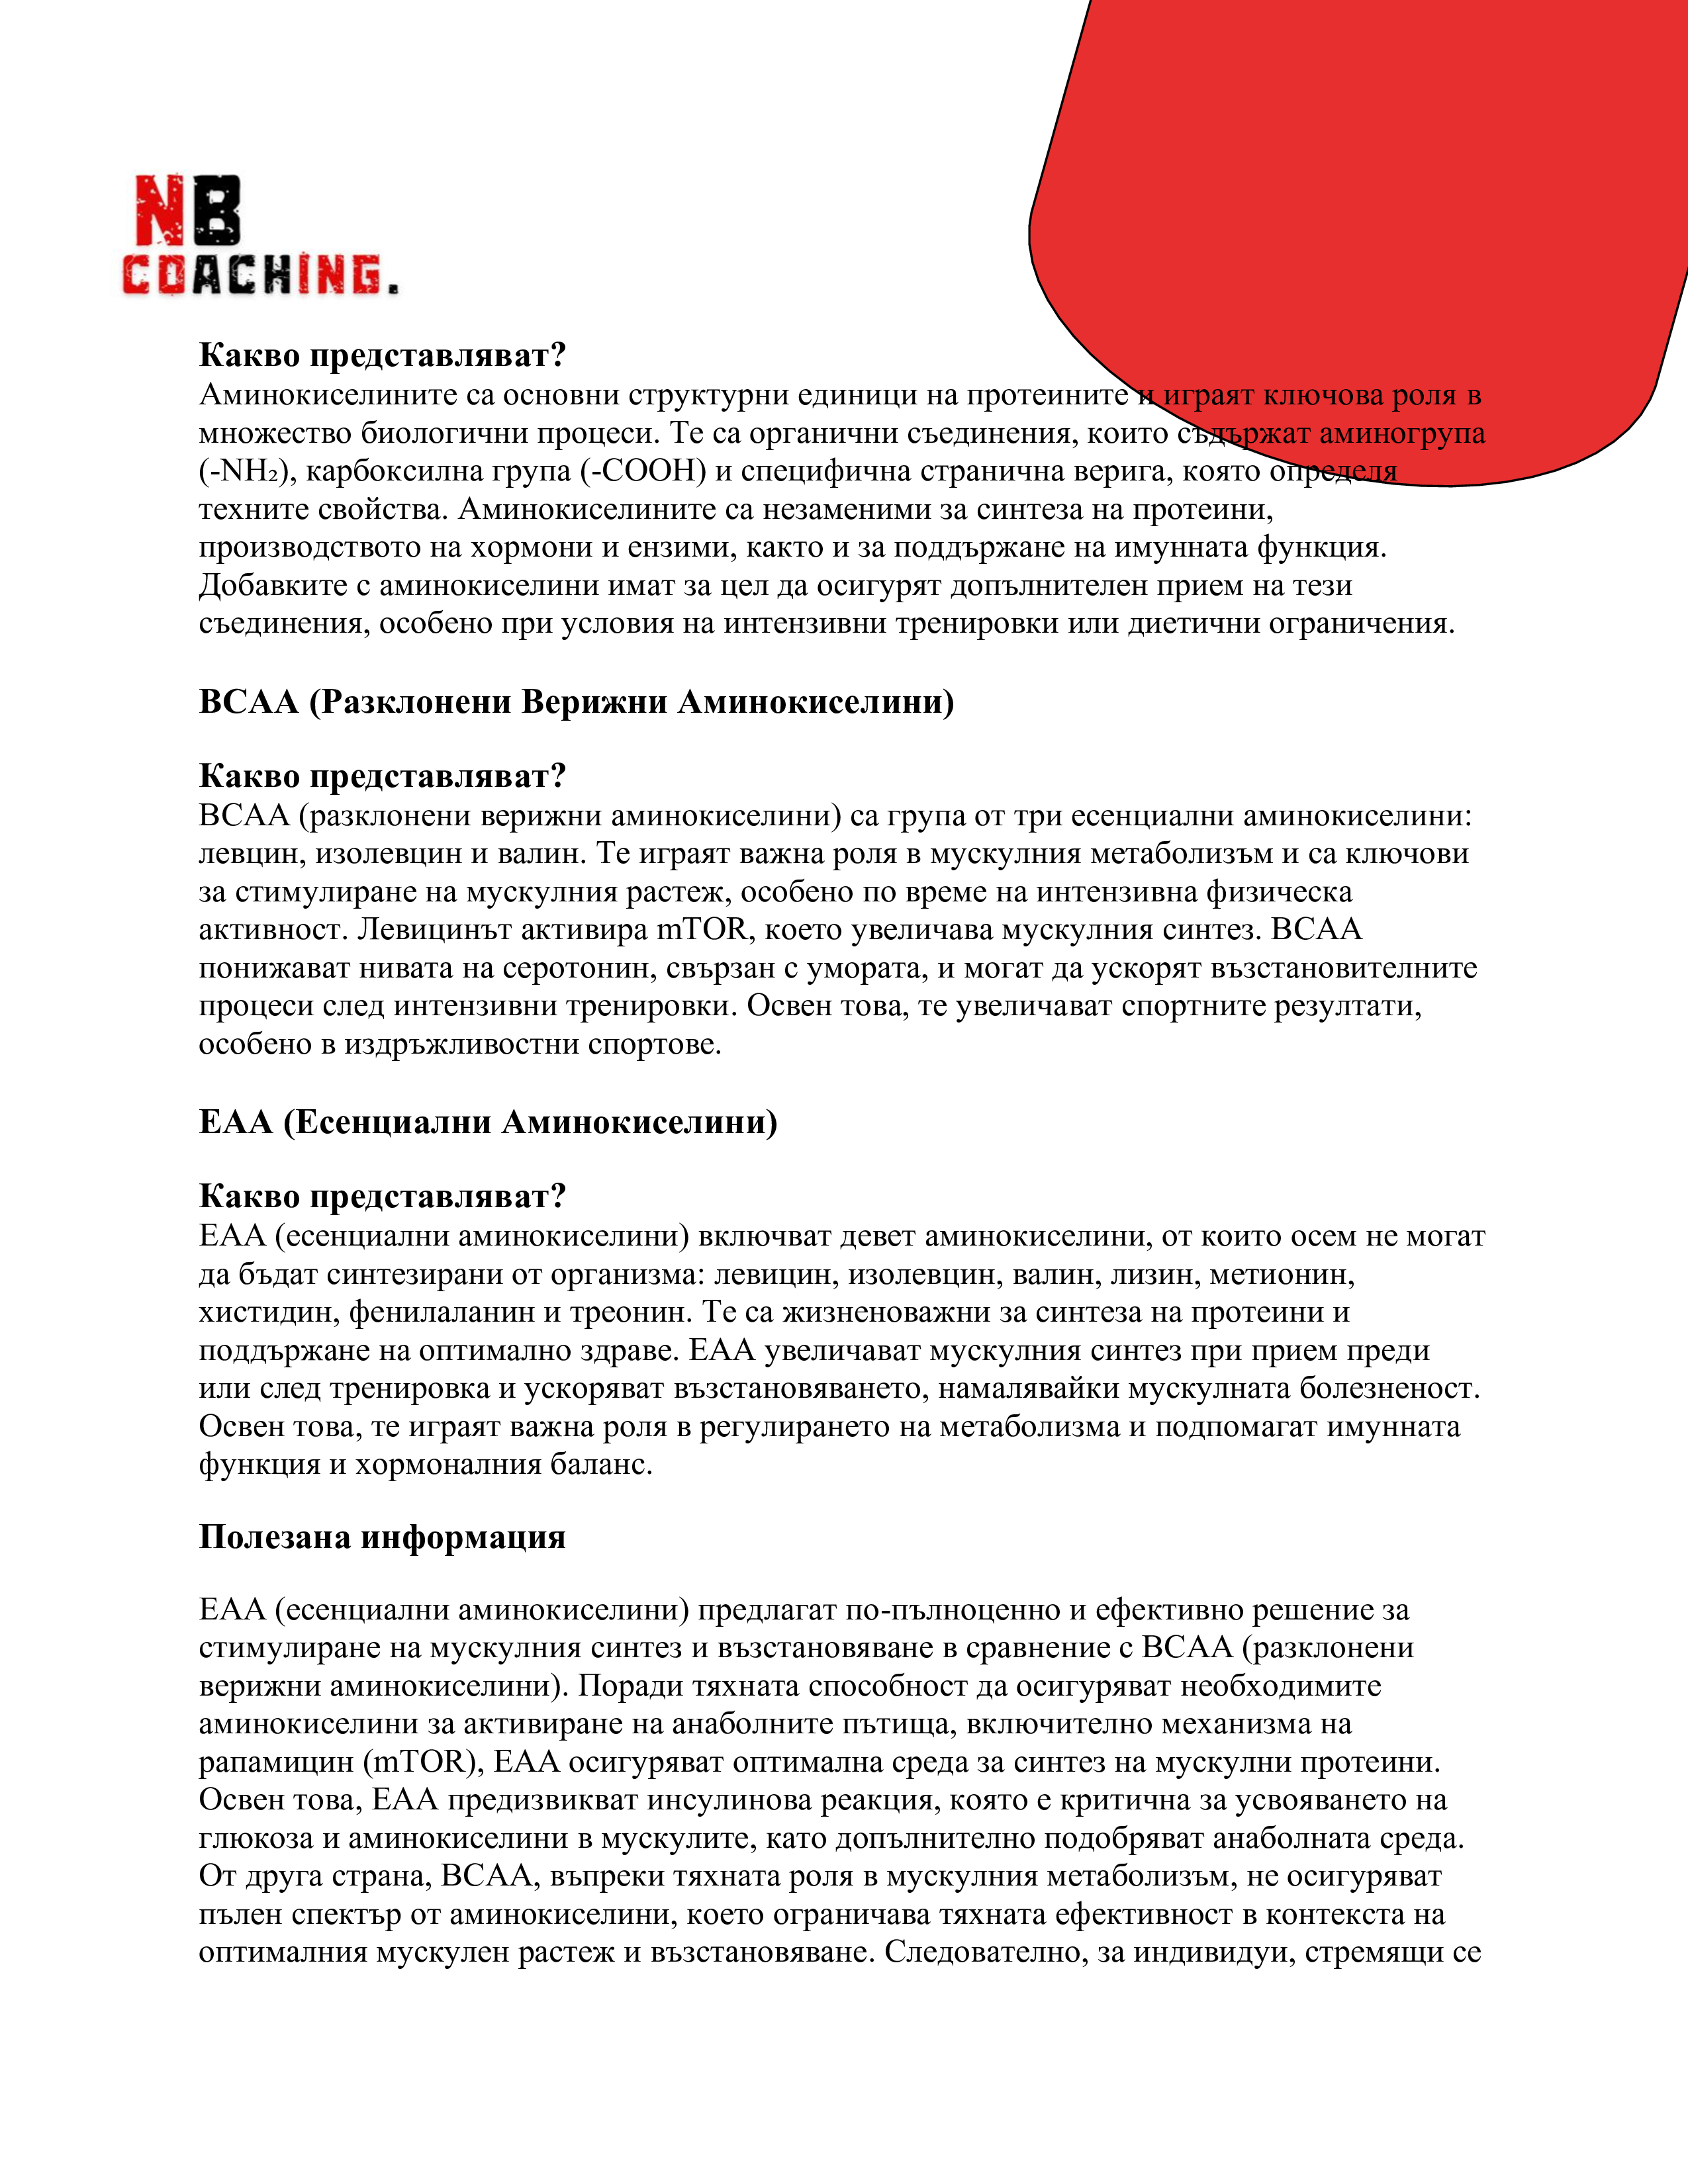 NB
COACHING.
Какво представляват?
Аминокиселините са основни структурни единици на протеините и играят ключова роля в
множество биологични процеси. Те са органични съединения, които съдържат аминогрупа
(-NH₂), карбоксилна група (-COOH) и специфична странична верига, която определя
техните свойства. Аминокиселините са незаменими за синтеза на протеини,
производството на хормони и ензими, както и за поддържане на имунната функция.
Добавките с аминокиселини имат за цел да осигурят допълнителен прием на тези
съединения, особено при условия на интензивни тренировки или диетични ограничения.
BCAA (Разклонени Верижни Аминокиселини)
Какво представляват?
BCAA (разклонени верижни аминокиселини) са група от три есенциални аминокиселини:
левцин, изолевцин и валин. Те играят важна роля в мускулния метаболизъм и са ключови
за стимулиране на мускулния растеж, особено по време на интензивна физическа
активност. Левицинът активира mTOR, което увеличава мускулния синтез. BCAA
понижават нивата на серотонин, свързан с умората, и могат да ускорят възстановителните
процеси след интензивни тренировки. Освен това, те увеличават спортните резултати,
особено в издръжливостни спортове.
EAA (Есенциални Аминокиселини)
Какво представляват?
EAA (есенциални аминокиселини) включват девет аминокиселини, от които осем не могат
да бъдат синтезирани от организма: левицин, изолевцин, валин, лизин, метионин,
хистидин, фенилаланин и треонин. Те са жизненоважни за синтеза на протеини и
поддържане на оптимално здраве. EAA увеличават мускулния синтез при прием преди
или след тренировка и ускоряват възстановяването, намалявайки мускулната болезненост.
Освен това, те играят важна роля в регулирането на метаболизма и подпомагат имунната
функция и хормоналния баланс.
Полезана информация
EAA (есенциални аминокиселини) предлагат по-пълноценно и ефективно решение за
стимулиране на мускулния синтез и възстановяване в сравнение с BCAA (разклонени
верижни аминокиселини). Поради тяхната способност да осигуряват необходимите
аминокиселини за активиране на анаболните пътища, включително механизма на
рапамицин (mTOR), EAA осигуряват оптимална среда за синтез на мускулни протеини.
Освен това, EAA предизвикват инсулинова реакция, която е критична за усвояването на
глюкоза и аминокиселини в мускулите, като допълнително подобряват анаболната среда.
От друга страна, BCAA, въпреки тяхната роля в мускулния метаболизъм, не осигуряват
пълен спектър от аминокиселини, което ограничава тяхната ефективност в контекста на
оптималния мускулен растеж и възстановяване. Следователно, за индивидуи, стремящи се